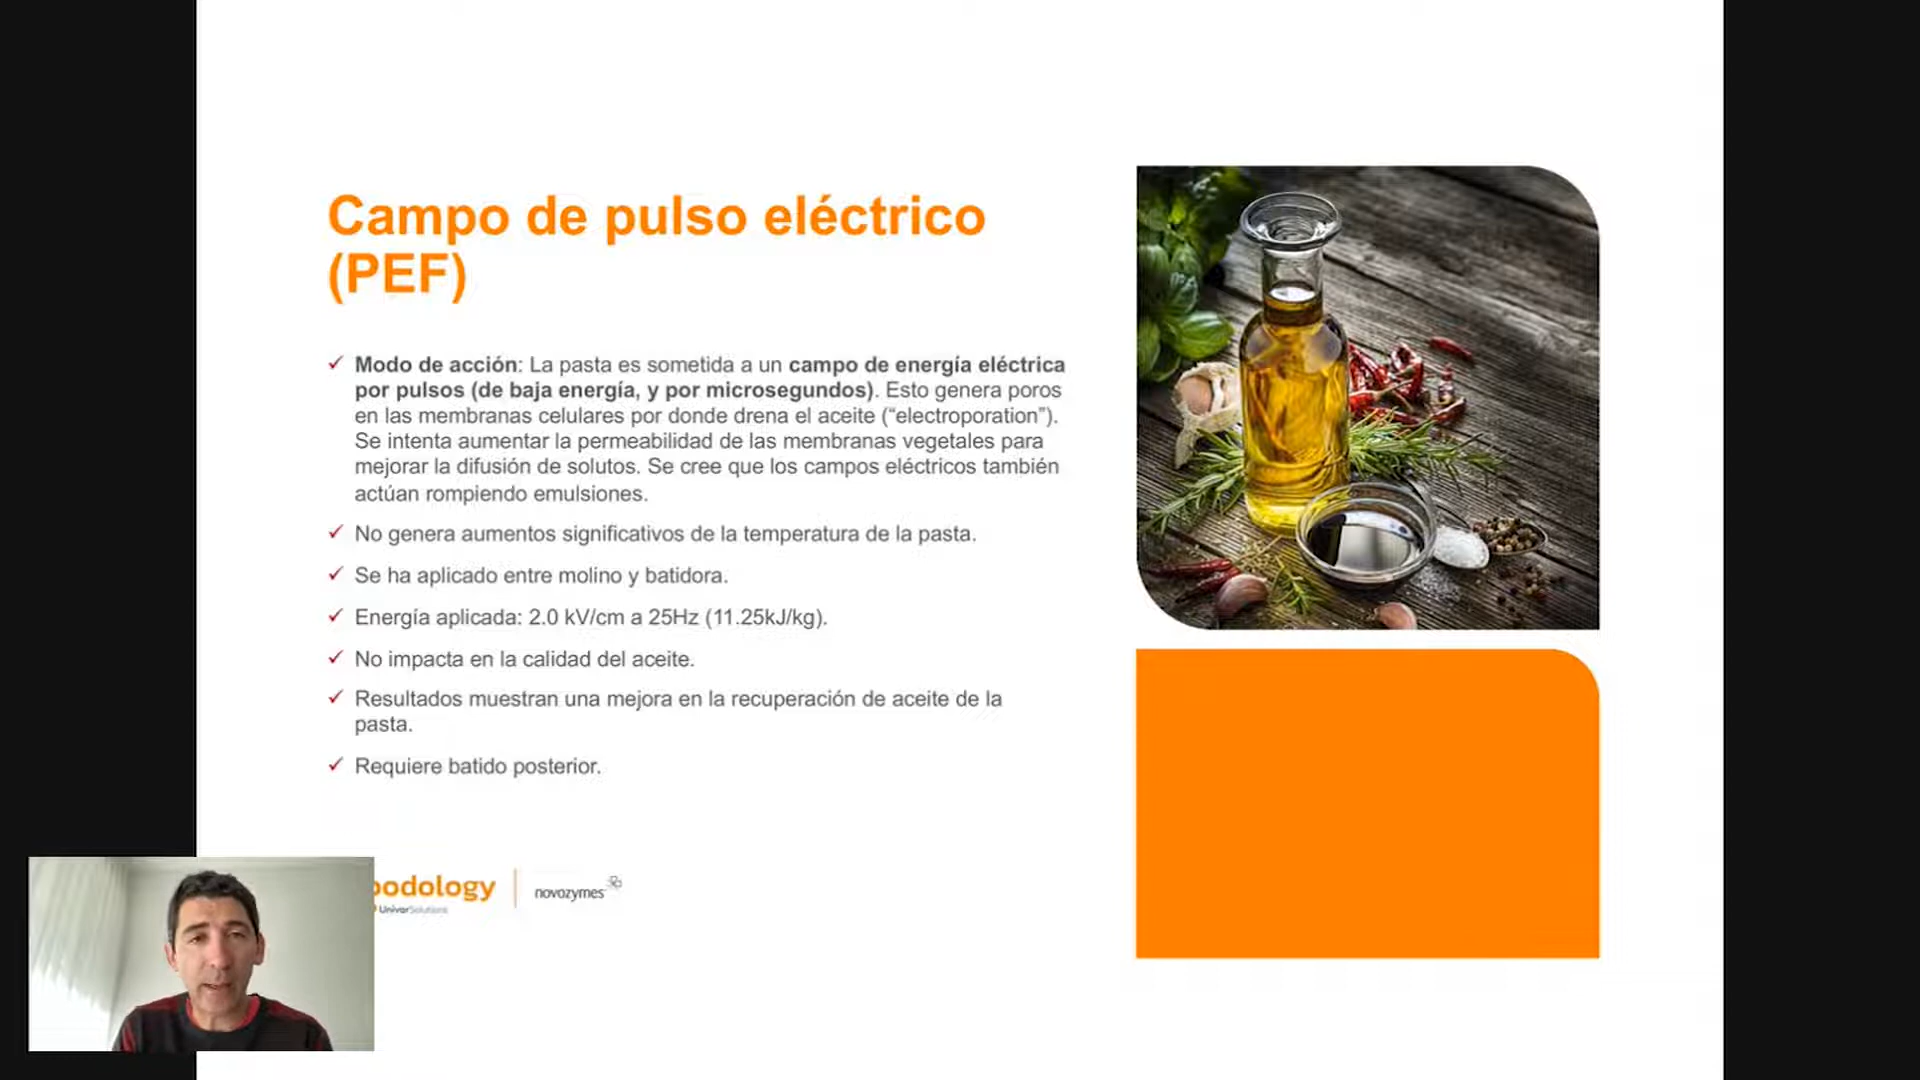 Campo de pulso eléctrico
(PEF)
✓ Modo de acción: La pasta es sometida a un campo de energía eléctrica
por pulsos (de baja energía, y por microsegundos). Esto genera poros
en las membranas celulares por donde drena el aceite (“electroporation”).
Se intenta aumentar la permeabilidad de las membranas vegetales para
mejorar la difusión de solutos. Se cree que los campos eléctricos también
actúan rompiendo emulsiones.
✓ No genera aumentos significativos de la temperatura de la pasta.
✓ Se ha aplicado entre molino y batidora.
✓ Energía aplicada: 2.0 kV/cm a 25Hz (11.25kJ/kg).
✓ No impacta en la calidad del aceite.
✓ Resultados muestran una mejora en la recuperación de aceite de la
pasta.
✓ Requiere batido posterior.
oodology
UnivarSolutions
novozymes